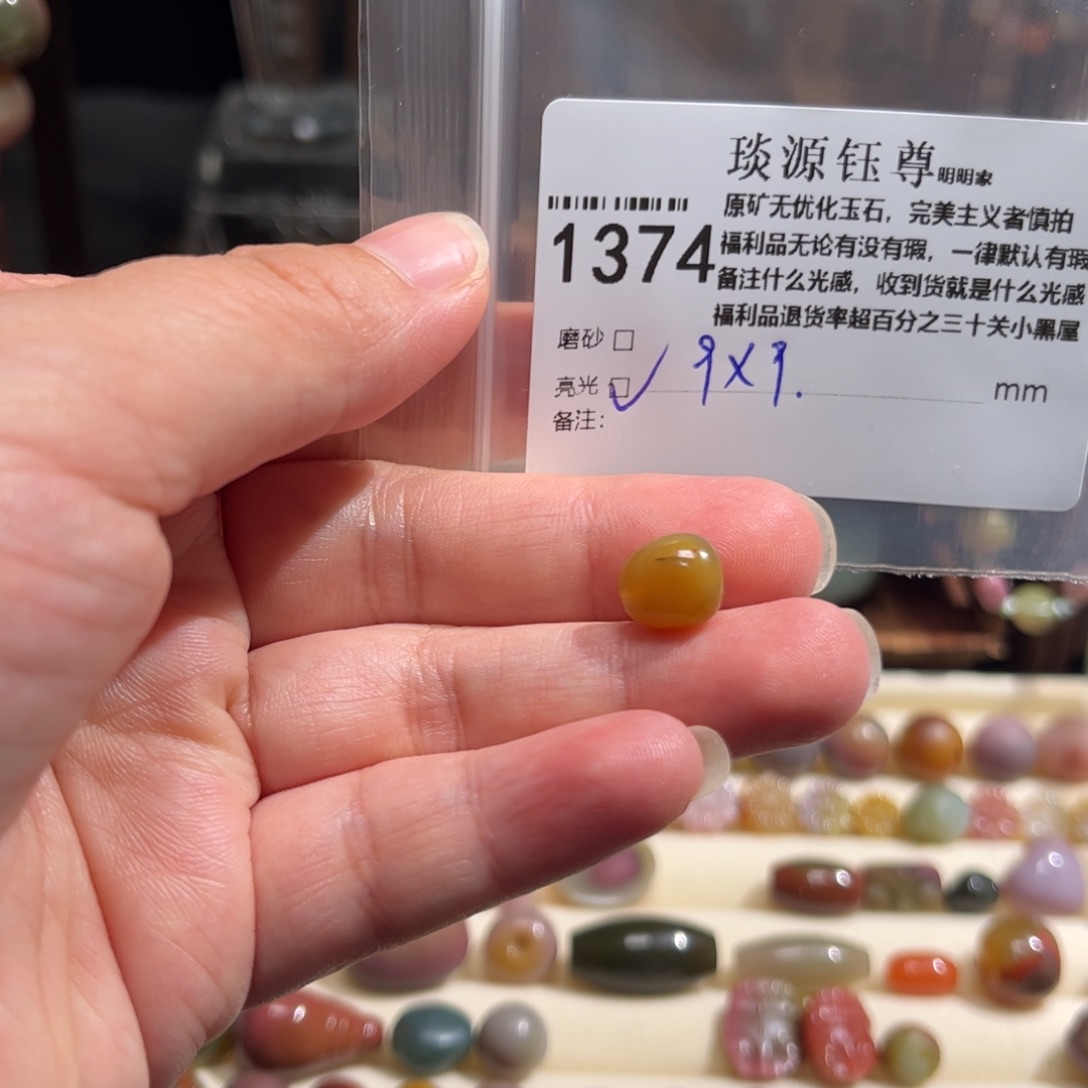 琰源钰尊明明家
原矿无优化玉石，完美主义者慎拍
1374
福利品无论有没有瑕，一律默认有瑕
备注什么光感，收到货就是什么光感
福利品退货率超百分之三十关小黑屋
磨砂 □
亮光 ☑ 9X9. mm
备注：